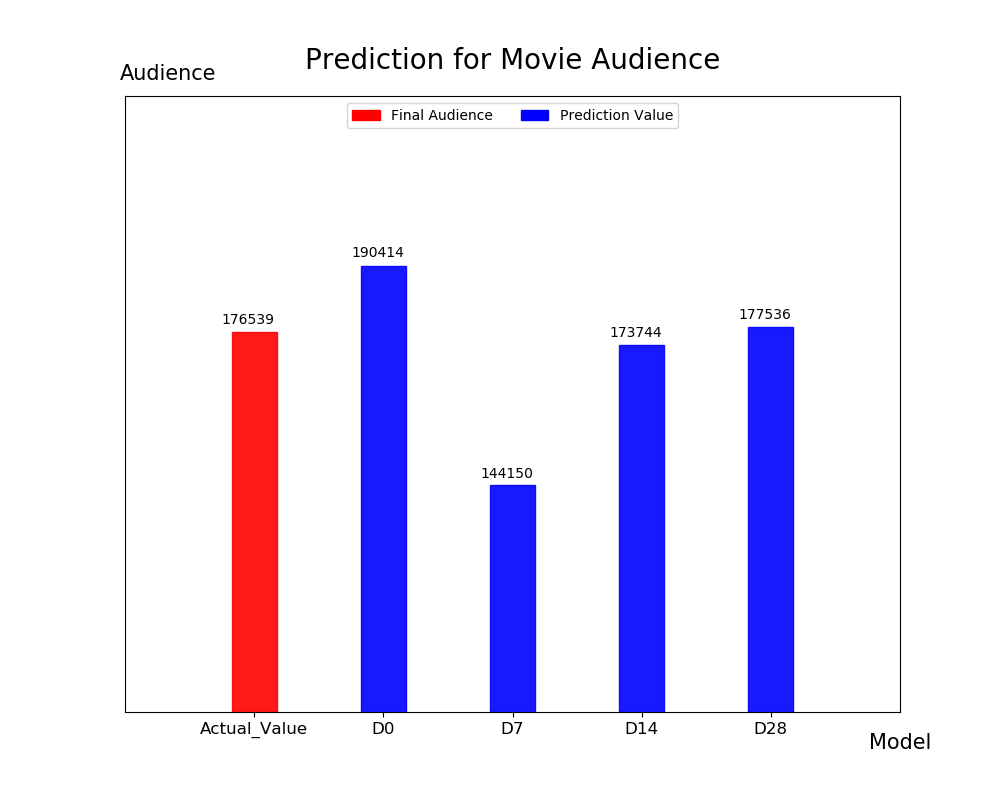 Prediction for Movie Audience
Audience
Final Audience
Prediction Value
190414
176539
177536
173744
144150
Actual_Value
D0
D7
D14
D28
Model